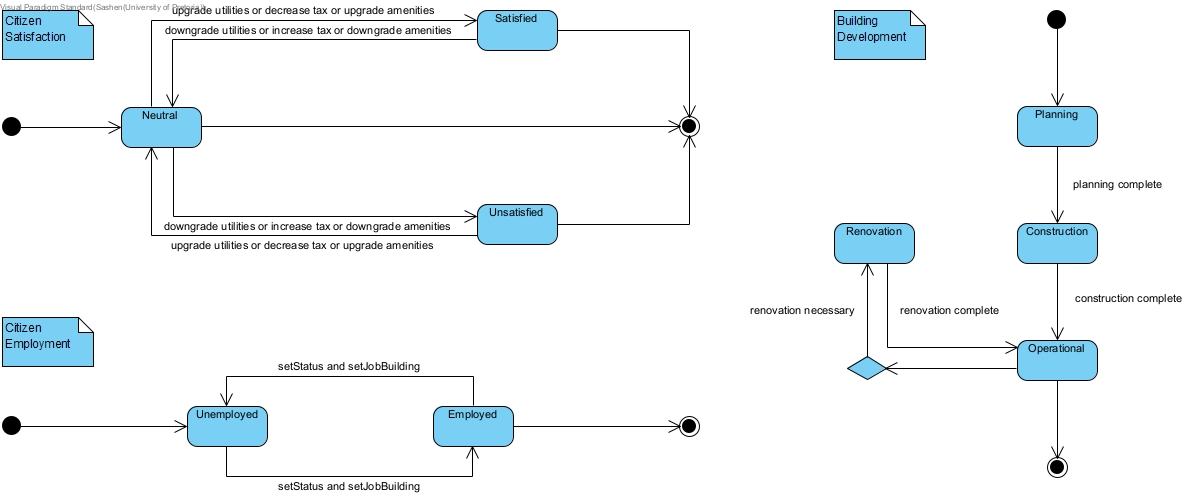 Visual Paradigm Standard(Sashen(University of Pretoria))
Citizen
Satisfaction
upgrade utilities or decrease tax or upgrade amenities
downgrade utilities or increase tax or downgrade amenities
Satisfied
Neutral
Unsatisfied
downgrade utilities or increase tax or downgrade amenities
upgrade utilities or decrease tax or upgrade amenities
Citizen
Employment
setStatus and setJobBuilding
Unemployed
Employed
setStatus and setJobBuilding
Building
Development
Planning
planning complete
Renovation
Construction
renovation necessary
renovation complete
construction complete
Operational